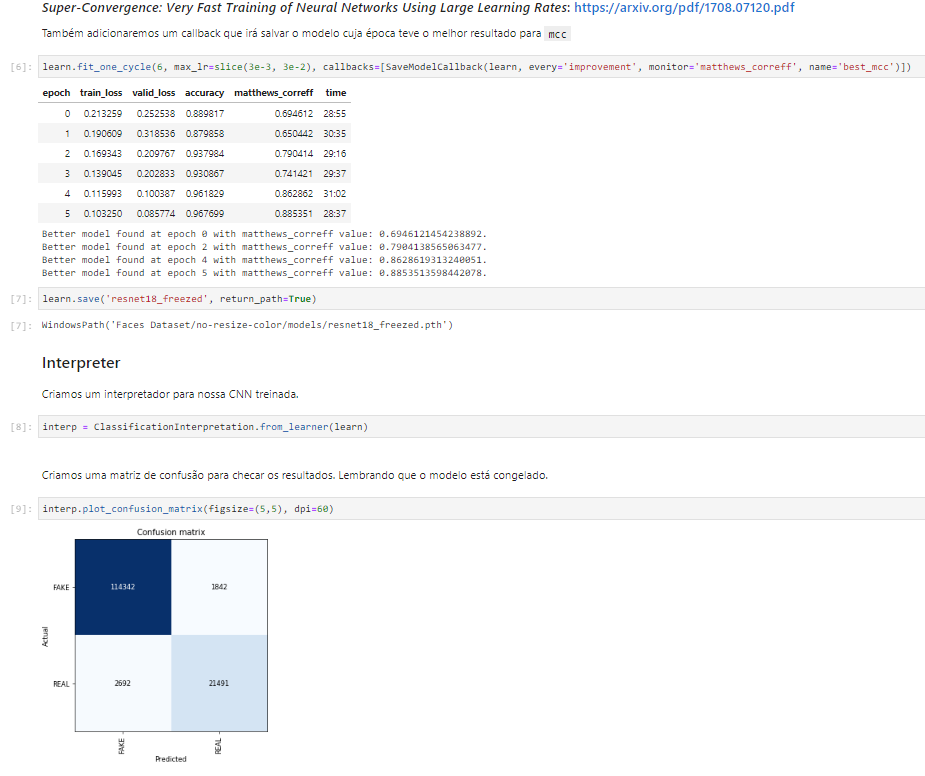 Super-Convergence: Very Fast Training of Neural Networks Using Large Learning Rates: https://arxiv.org/pdf/1708.07120.pdf
Também adicionaremos um callback que irá salvar o modelo cuja época teve o melhor resultado para mcc
[6]: learn.fit_one_cycle(6, max_lr=slice(3e-3, 3e-2), callbacks=[SaveModelCallback(learn, every='improvement', monitor='matthews_correff', name='best_mcc')])
epoch train_loss valid_loss accuracy matthews_correff time
0 0.213259 0.252538 0.889817 0.694612 28:55
1 0.190609 0.318536 0.879858 0.650442 30:35
2 0.169343 0.209767 0.937984 0.790414 29:16
3 0.139045 0.202833 0.930867 0.741421 29:37
4 0.115993 0.100387 0.961829 0.862862 31:02
5 0.103250 0.085774 0.967699 0.885351 28:37
Better model found at epoch 0 with matthews_correff value: 0.6946121454238892.
Better model found at epoch 2 with matthews_correff value: 0.7904138565063477.
Better model found at epoch 4 with matthews_correff value: 0.8628619313240051.
Better model found at epoch 5 with matthews_correff value: 0.8853513598442078.
[7]: learn.save('resnet18_freezed', return_path=True)
[7]: WindowsPath('Faces Dataset/no-resize-color/models/resnet18_freezed.pth')
Interpreter
Criamos um interpretador para nossa CNN treinada.
[8]: interp = ClassificationInterpretation.from_learner(learn)
Criamos uma matriz de confusão para checar os resultados. Lembrando que o modelo está congelado.
[9]: interp.plot_confusion_matrix(figsize=(5,5), dpi=60)
Confusion matrix
FAKE 114342 1842
Actual
REAL 2692 21491
FAKE REAL
Predicted